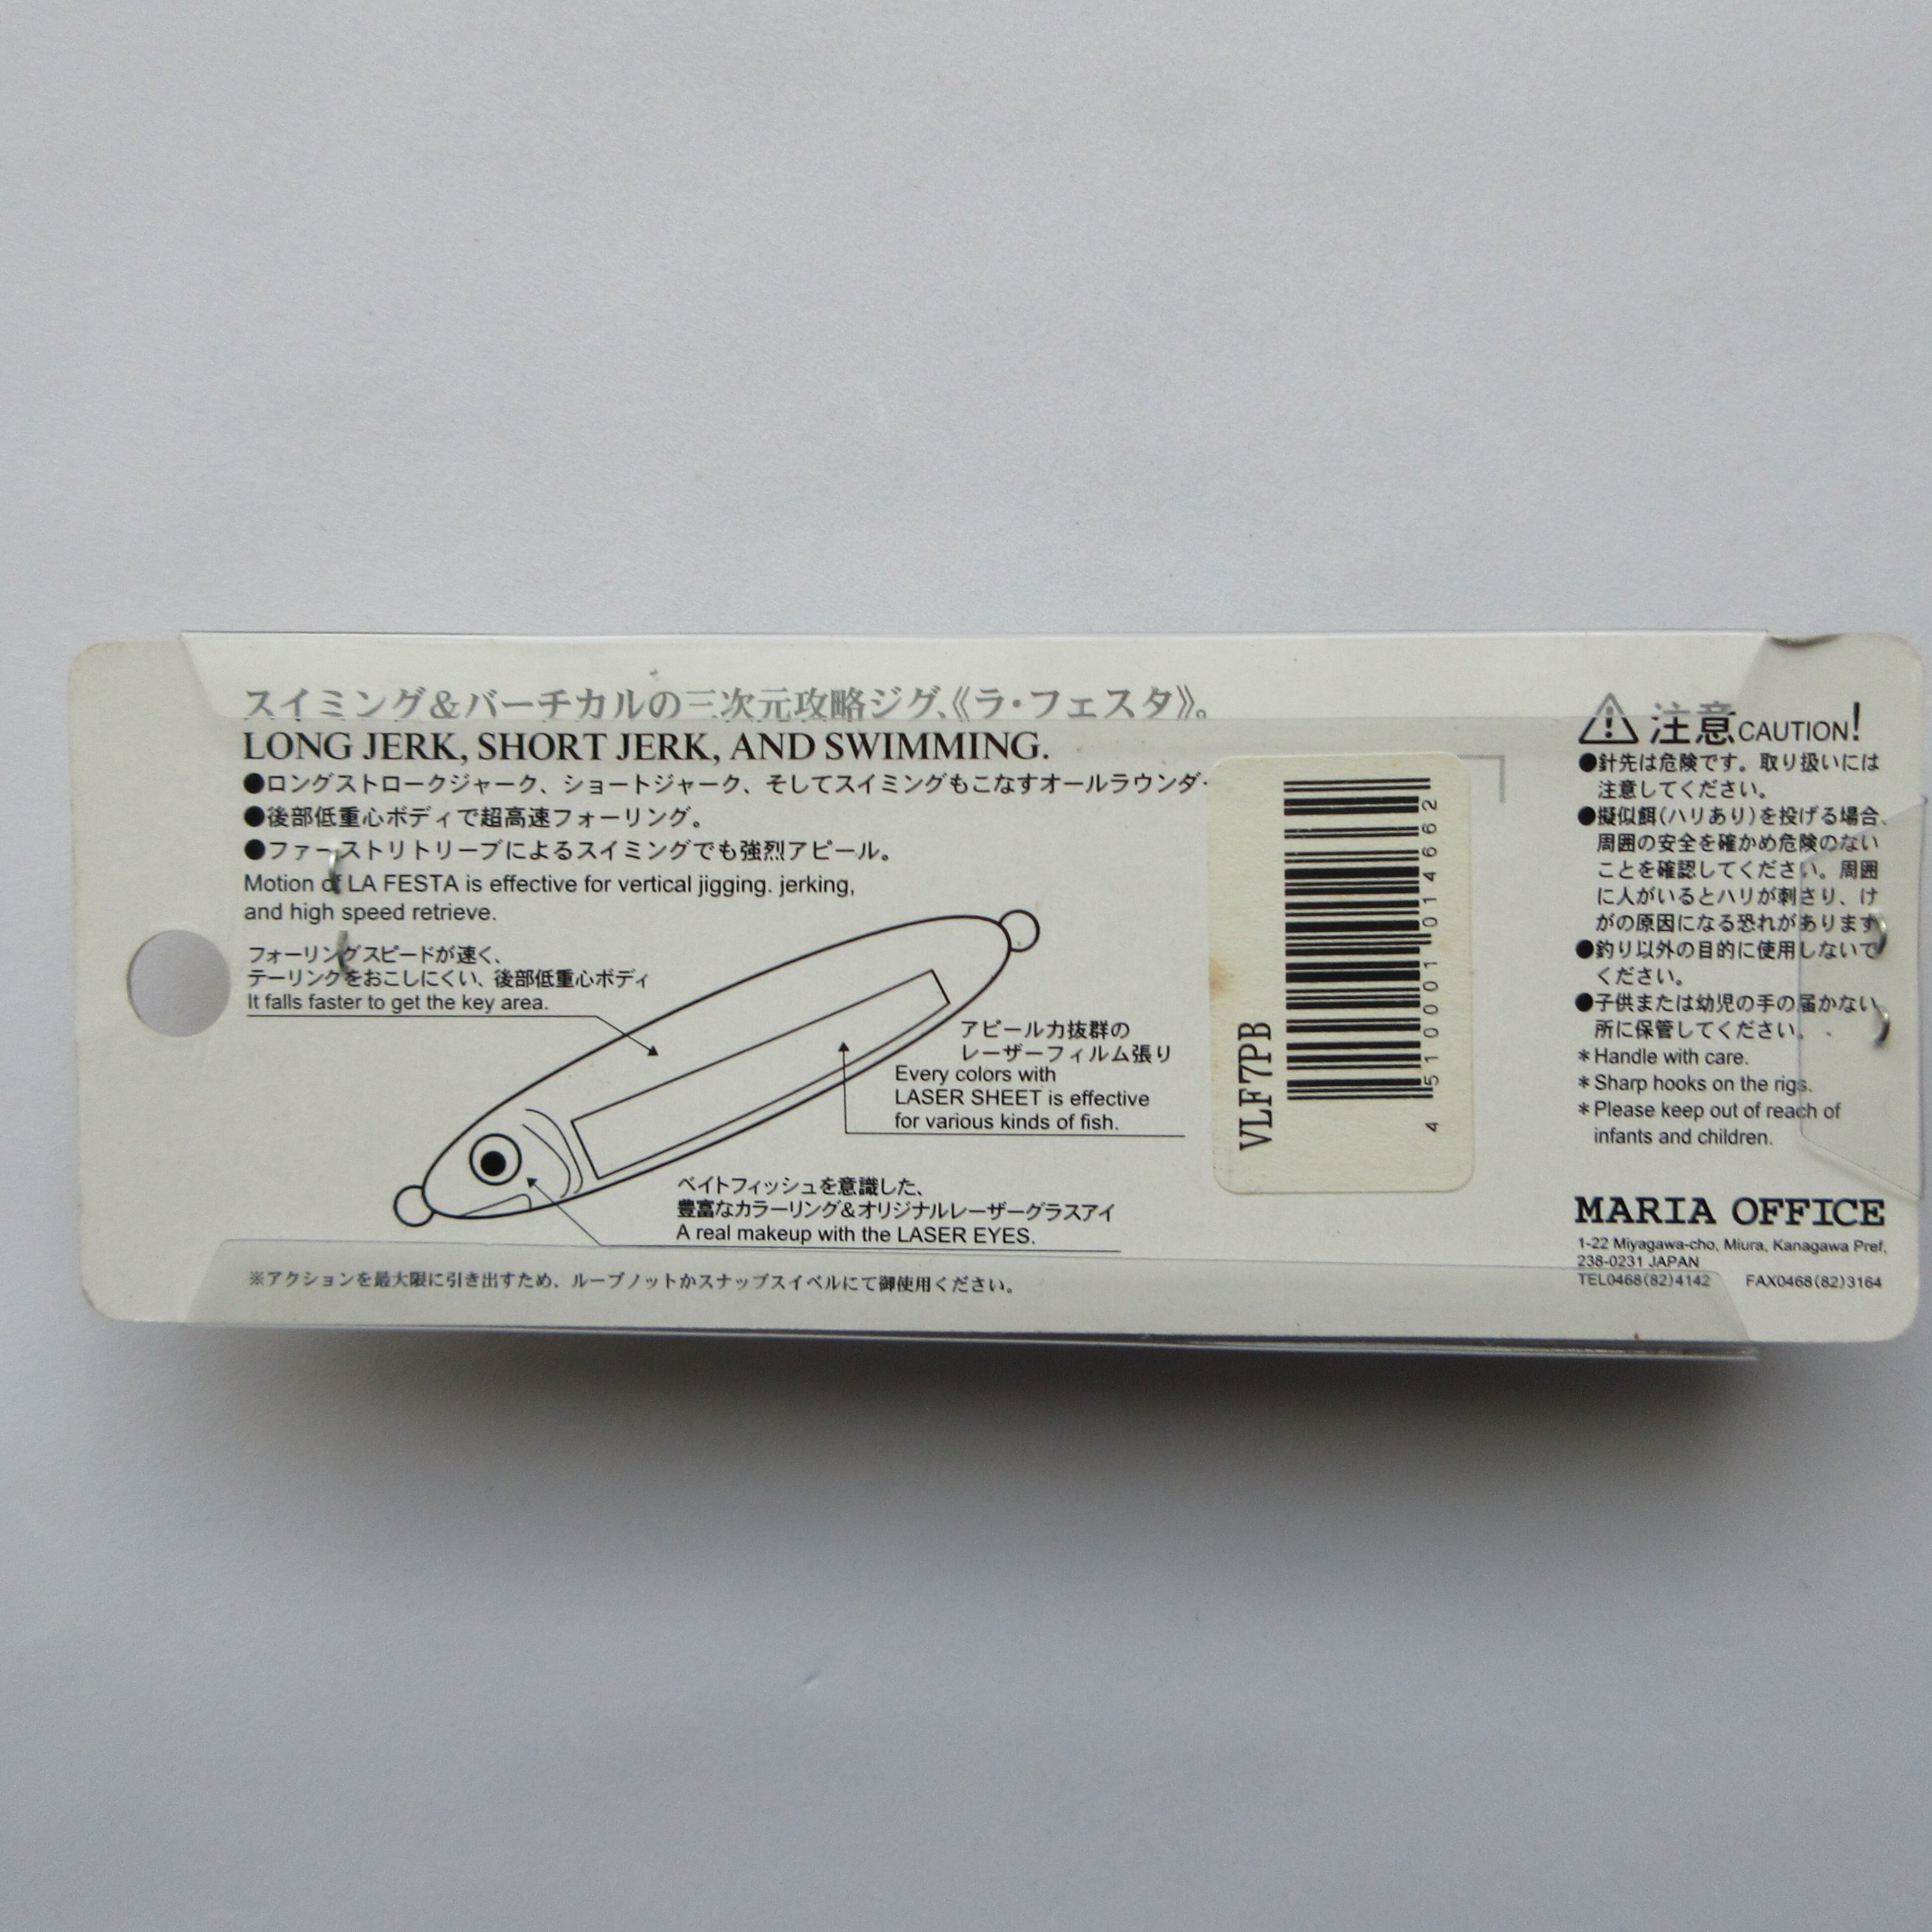 スイミング&バーチカルの三次元攻略ジグ、《ラ・フェスタ》。
LONG JERK, SHORT JERK, AND SWIMMING.
●ロングストロークジャーク、ショートジャーク、そしてスイミングもこなすオールラウンダ
●後部低重心ボディで超高速フォーリング。
●ファーストリトリーブによるスイミングでも強烈アピール。
Motion of LA FESTA is effective for vertical jigging. jerking,
and high speed retrieve.
フォーリングスピードが速く、
テーリングをおこしにくい、後部低重心ボディ
It falls faster to get the key area.
アピール力抜群の
レーザーフィルム張り
Every colors with
LASER SHEET is effective
for various kinds of fish.
ベイトフィッシュを意識した、
豊富なカラーリング&オリジナルレーザーグラスアイ
A real makeup with the LASER EYES.
※アクションを最大限に引き出すため、ループノットかスナップスイベルにて御使用ください。
VLF7PB
4 510001 014662
注意CAUTION!
●針先は危険です。取り扱いには
注意してください。
●擬似餌(ハリあり)を投げる場合、
周囲の安全を確かめ危険のない
ことを確認してください。周囲
に人がいるとハリが刺さり、け
がの原因になる恐れがあります
●釣り以外の目的に使用しないで
ください。
●子供または幼児の手の届かない
所に保管してください。
*Handle with care.
*Sharp hooks on the rigs.
*Please keep out of reach of
infants and children.
MARIA OFFICE
1-22 Miyagawa-cho, Miura, Kanagawa Pref,
238-0231 JAPAN
TEL0468(82)4142 FAX0468(82)3164